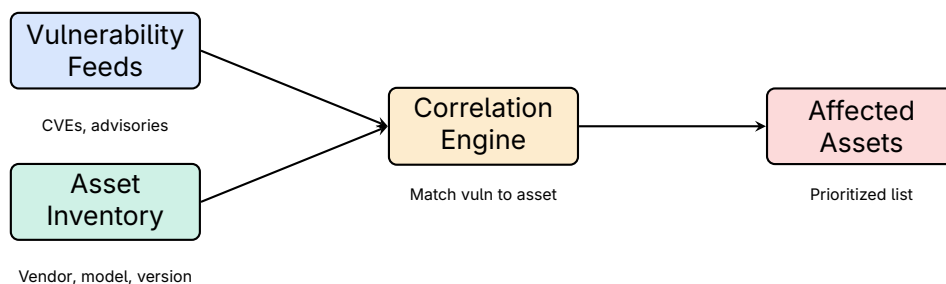 Vulnerability
Feeds
CVEs, advisories
Asset
Inventory
Vendor, model, version
Correlation
Engine
Match vuln to asset
Affected
Assets
Prioritized list